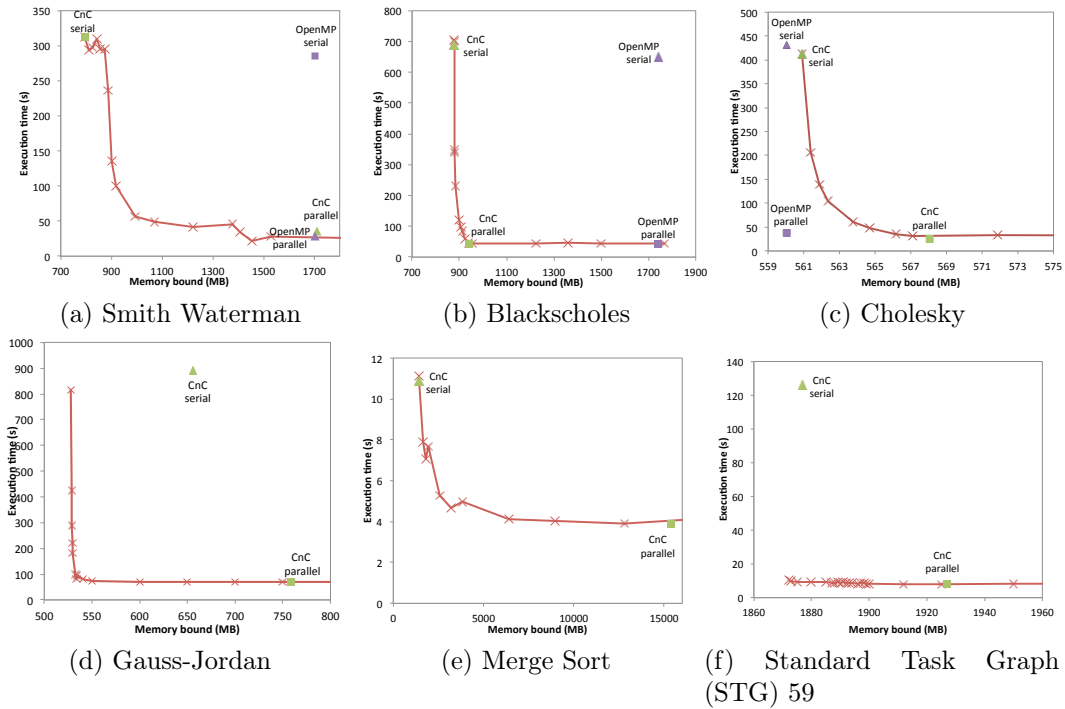 350
300
250
200
150
100
50
0
Execution time (s)
CnC
serial
OpenMP
serial
CnC
parallel
OpenMP
parallel
700 900 1100 1300 1500 1700
Memory bound (MB)
(a) Smith Waterman
800
700
600
500
400
300
200
100
0
Execution time (s)
CnC
serial
OpenMP
serial
CnC
parallel
OpenMP
parallel
700 900 1100 1300 1500 1700 1900
Memory bound (MB)
(b) Blackscholes
500
450
400
350
300
250
200
150
100
50
0
Execution time (s)
OpenMP
serial
CnC
serial
OpenMP
parallel
CnC
parallel
559 561 563 565 567 569 571 573 575
Memory bound (MB)
(c) Cholesky
1000
900
800
700
600
500
400
300
200
100
0
Execution time (s)
CnC
serial
CnC
parallel
500 550 600 650 700 750 800
Memory bound (MB)
(d) Gauss-Jordan
12
10
8
6
4
2
0
Execution time (s)
CnC
serial
CnC
parallel
0 5000 10000 15000
Memory bound (MB)
(e) Merge Sort
140
120
100
80
60
40
20
0
Execution time (s)
CnC
serial
CnC
parallel
1860 1880 1900 1920 1940 1960
Memory bound (MB)
(f) Standard Task Graph
(STG) 59